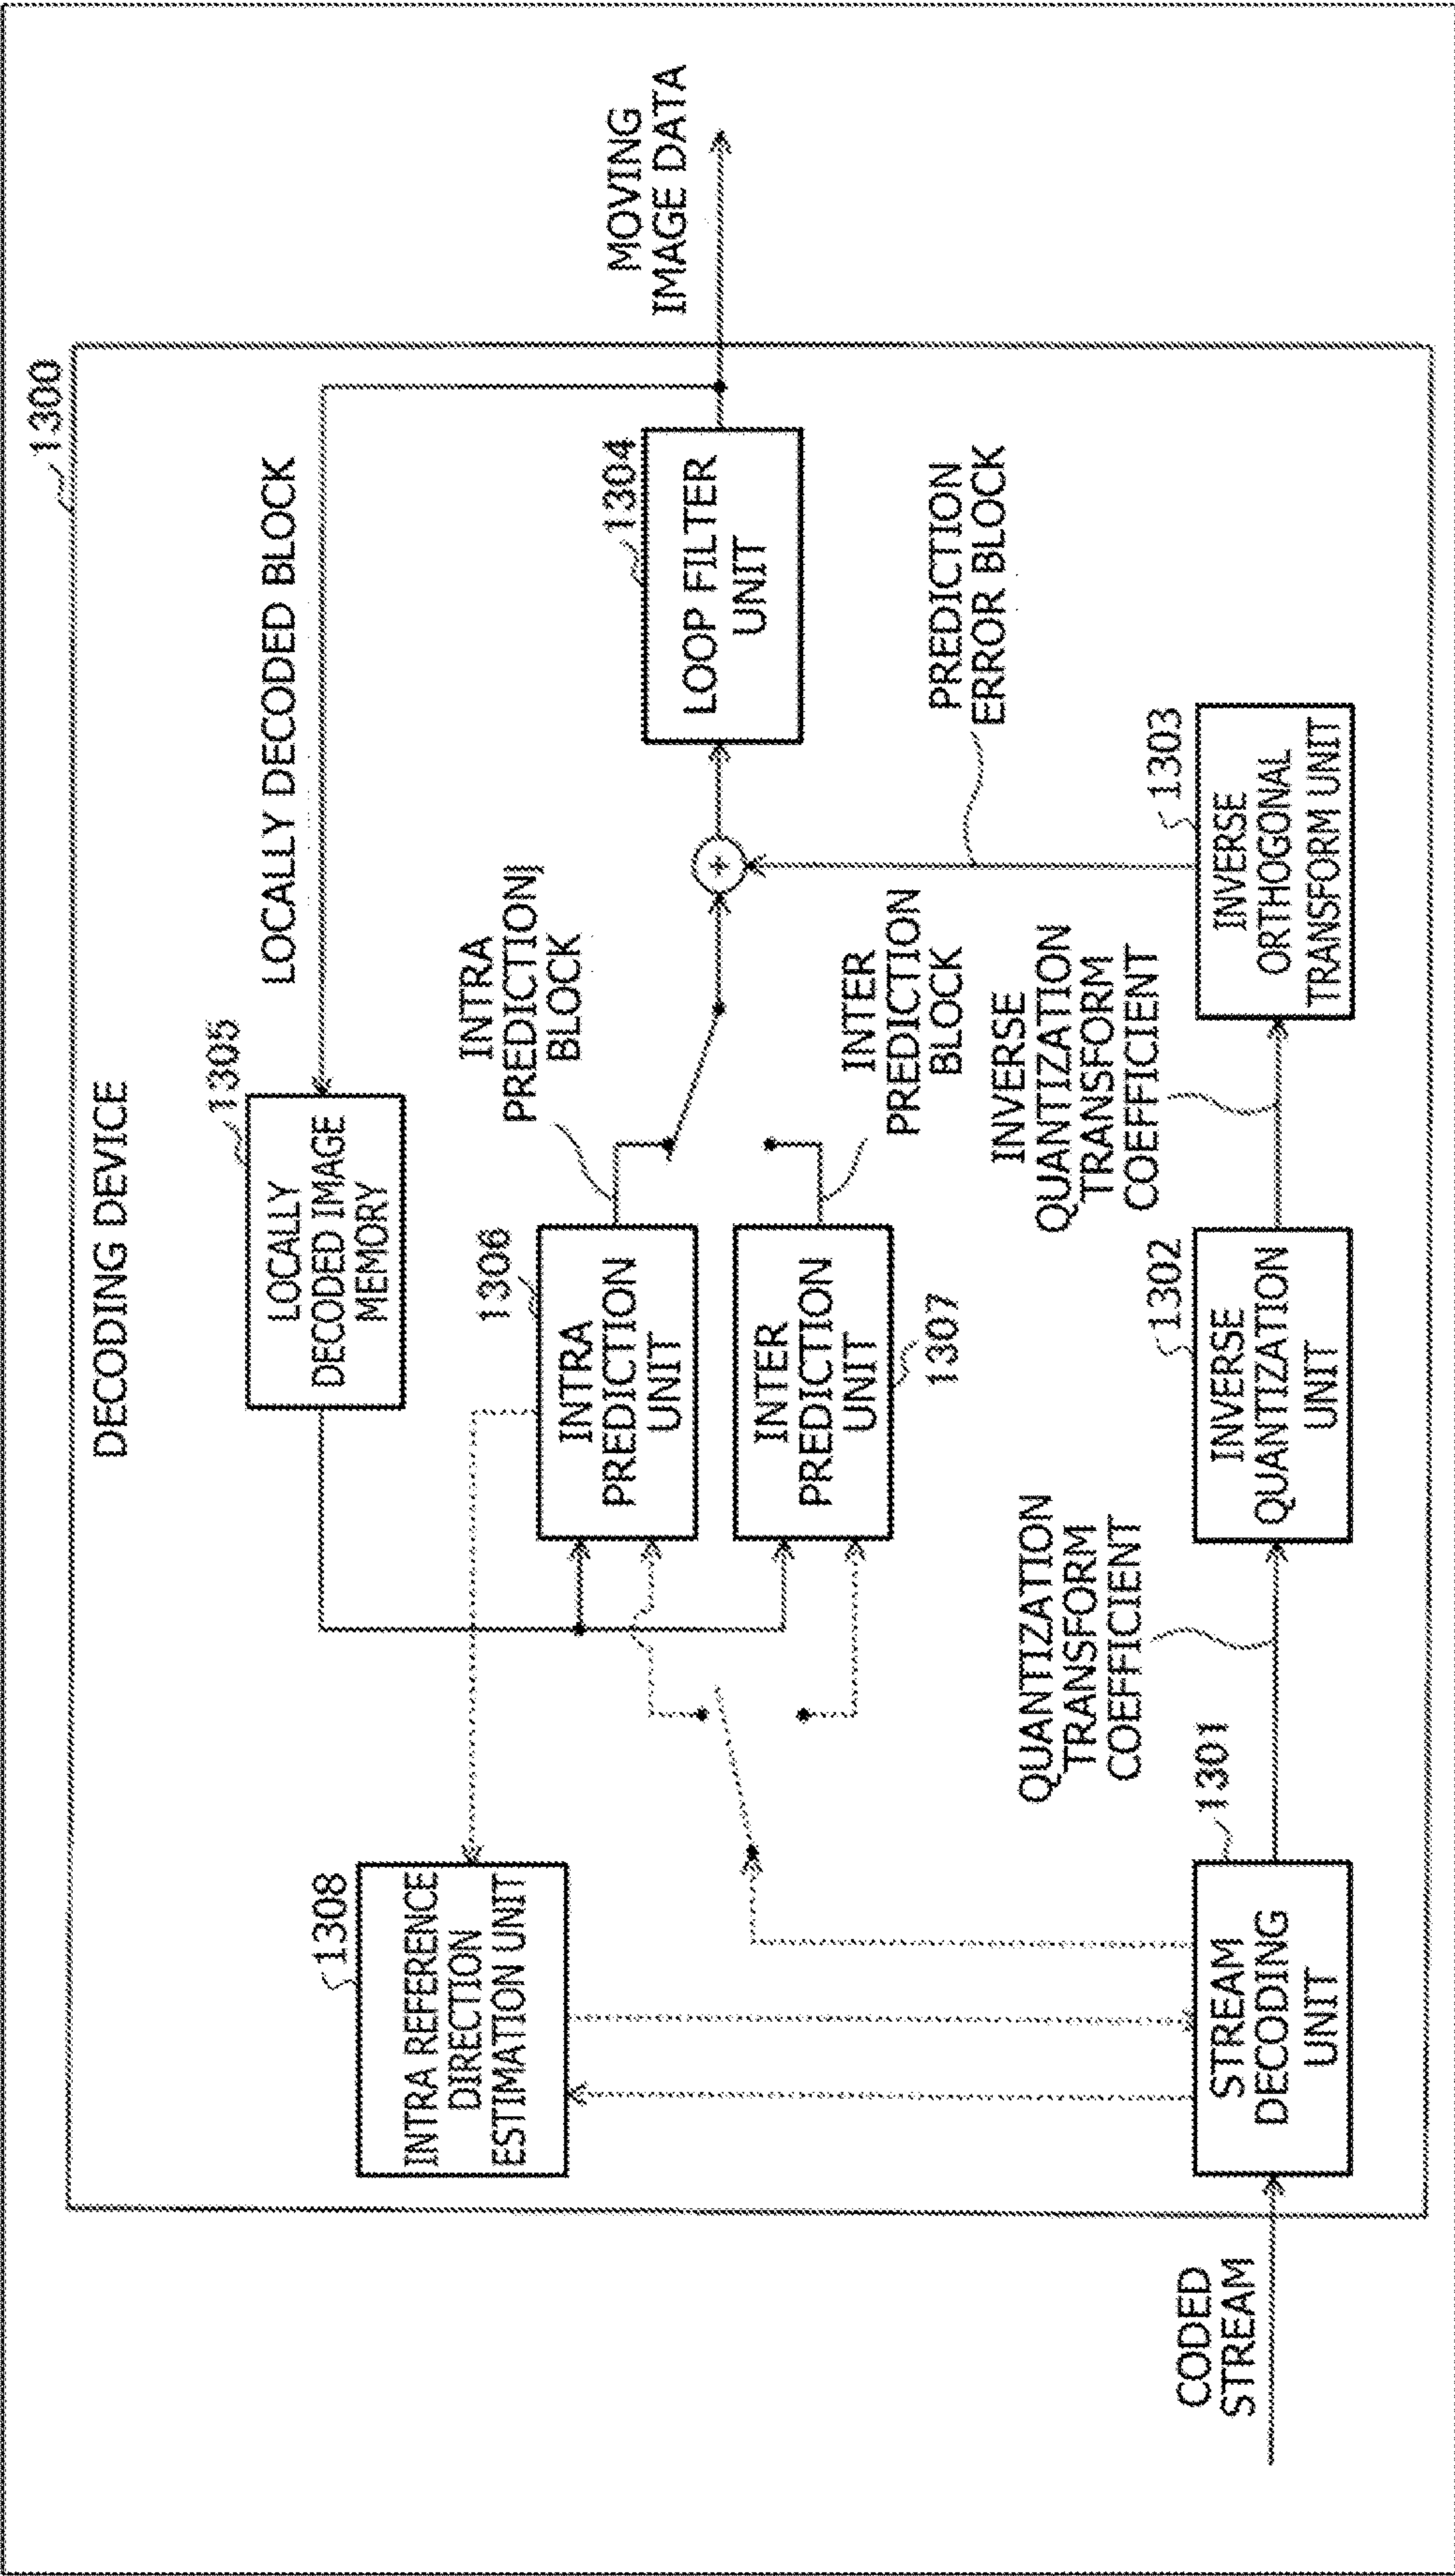 1300
DECODING DEVICE
LOCALLY DECODED BLOCK
1305
LOCALLY
DECODED IMAGE
MEMORY
1308
INTRA REFERENCE
DIRECTION
ESTIMATION UNIT
1306
INTRA
PREDICTION
UNIT
INTRA
PREDICTION
BLOCK
1304
LOOP FILTER
UNIT
MOVING
IMAGE DATA
INTER
PREDICTION
UNIT
1307
INTER
PREDICTION
BLOCK
PREDICTION
ERROR BLOCK
QUANTIZATION
TRANSFORM
COEFFICIENT
INVERSE
QUANTIZATION
TRANSFORM
COEFFICIENT
CODED
STREAM
1301
STREAM
DECODING
UNIT
1302
INVERSE
QUANTIZATION
UNIT
1303
INVERSE
ORTHOGONAL
TRANSFORM UNIT